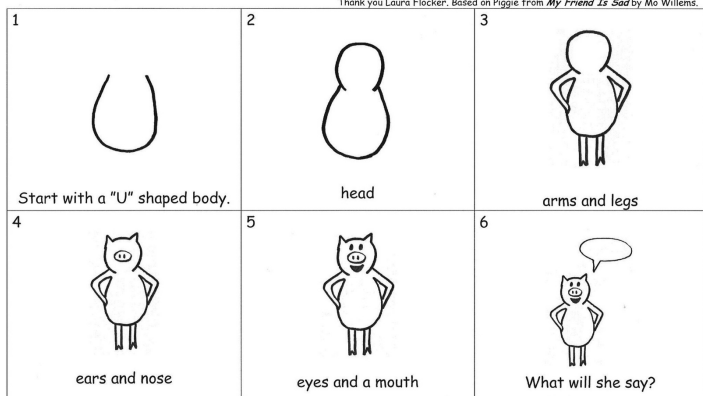 Thank you Laura Flocker. Based on Piggie from My Friend Is Sad by Mo Willems.
1
Start with a "U" shaped body.
2
head
3
arms and legs
4
ears and nose
5
eyes and a mouth
6
What will she say?